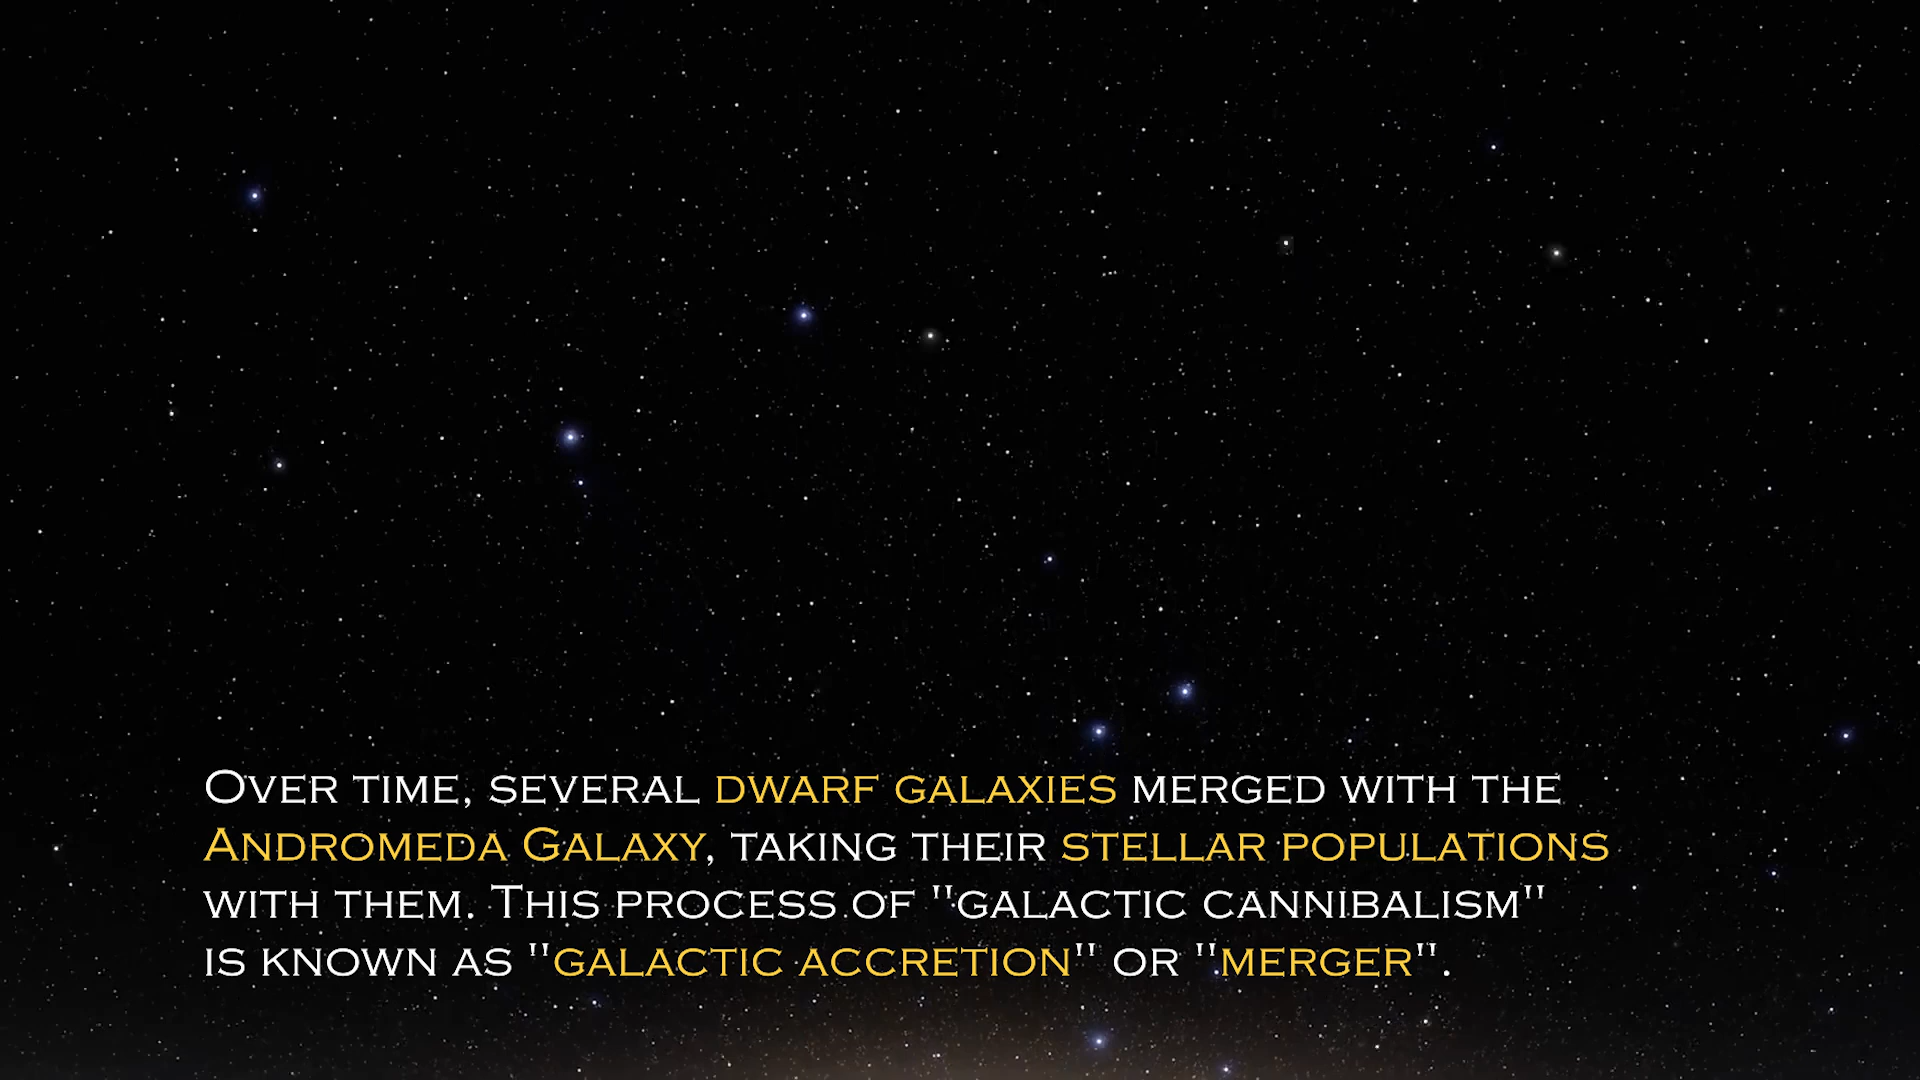 Over time, several dwarf galaxies merged with the
Andromeda Galaxy, taking their stellar populations
with them. This process of "galactic cannibalism"
is known as "galactic accretion" or "merger".